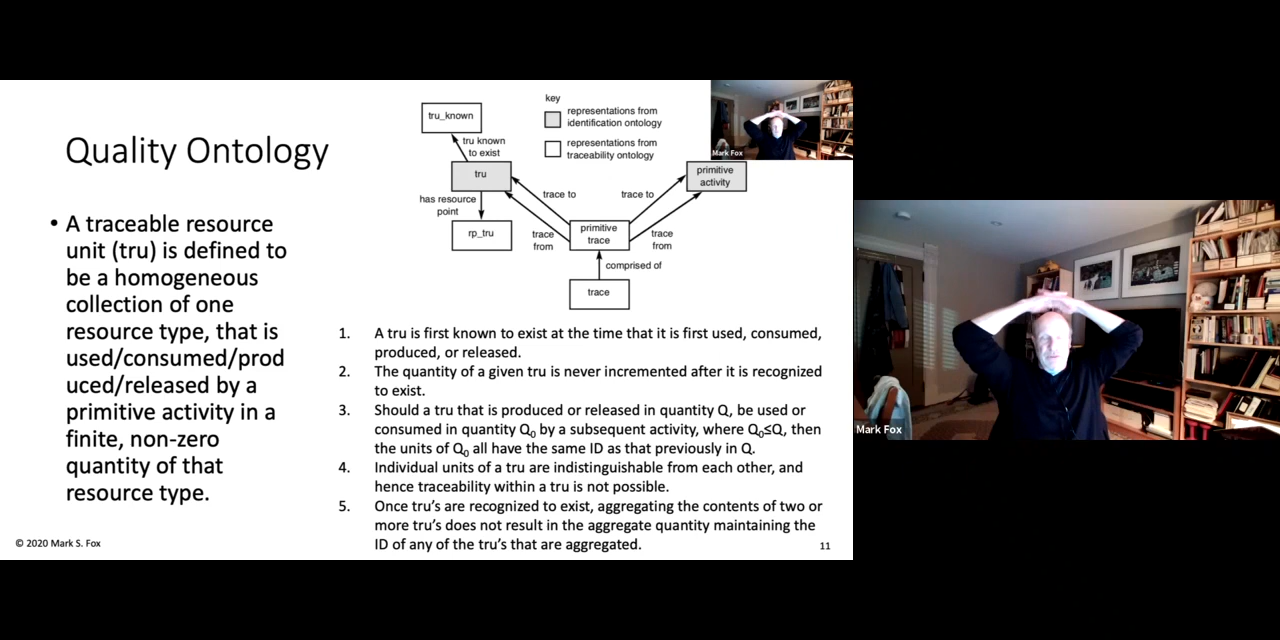 Quality Ontology
• A traceable resource
unit (tru) is defined to
be a homogeneous
collection of one
resource type, that is
used/consumed/prod
uced/released by a
primitive activity in a
finite, non-zero
quantity of that
resource type.
tru_known
tru known
to exist
tru
has resource
point
rp_tru
key
representations from
identification ontology
representations from
traceability ontology
trace to
trace
from
trace to
trace
from
primitive
activity
primitive
trace
comprised of
trace
1. A tru is first known to exist at the time that it is first used, consumed,
produced, or released.
2. The quantity of a given tru is never incremented after it is recognized
to exist.
3. Should a tru that is produced or released in quantity Q, be used or
consumed in quantity Q₀ by a subsequent activity, where Q₀≤Q, then
the units of Q₀ all have the same ID as that previously in Q.
4. Individual units of a tru are indistinguishable from each other, and
hence traceability within a tru is not possible.
5. Once tru’s are recognized to exist, aggregating the contents of two or
more tru’s does not result in the aggregate quantity maintaining the
ID of any of the tru’s that are aggregated.
© 2020 Mark S. Fox
11
Mark Fox
Mark Fox